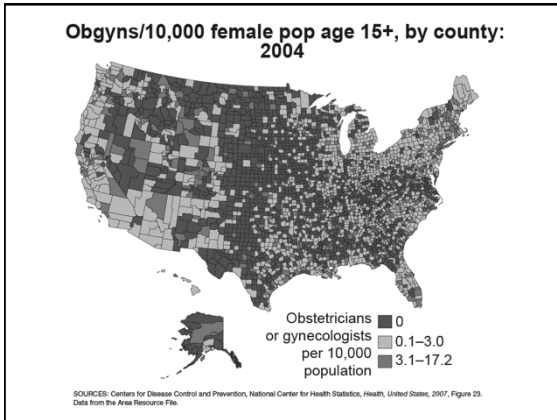 Obgyns/10,000 female pop age 15+, by county:
2004
Obstetricians
or gynecologists
per 10,000
population
0
0.1–3.0
3.1–17.2
SOURCES: Centers for Disease Control and Prevention, National Center for Health Statistics, Health, United States, 2007, Figure 23.
Data from the Area Resource File.